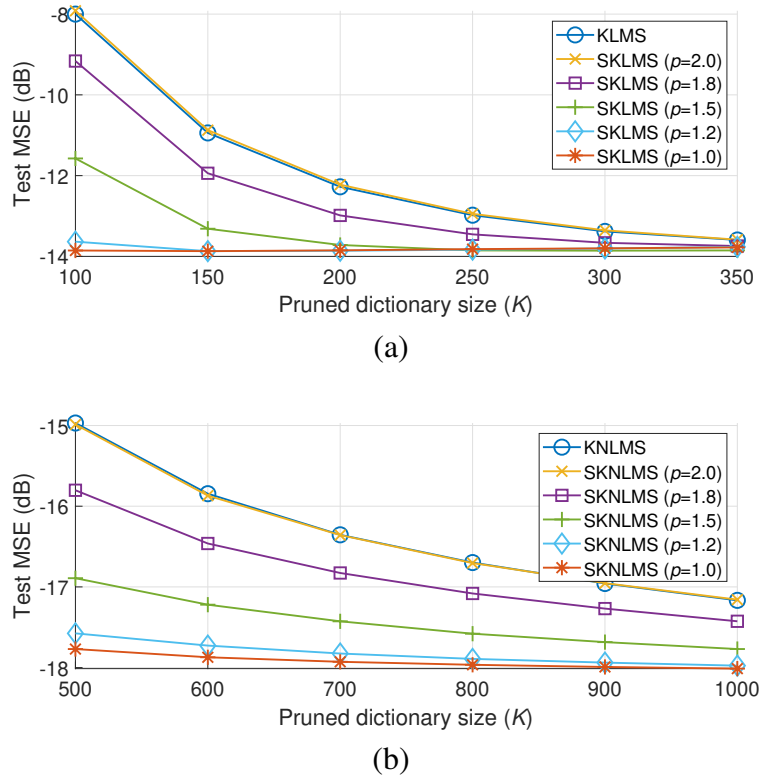 -8
-10
-12
-14
Test MSE (dB)
KLMS
SKLMS (p=2.0)
SKLMS (p=1.8)
SKLMS (p=1.5)
SKLMS (p=1.2)
SKLMS (p=1.0)
100 150 200 250 300 350
Pruned dictionary size (K)
(a)
-15
-16
-17
-18
Test MSE (dB)
KNLMS
SKNLMS (p=2.0)
SKNLMS (p=1.8)
SKNLMS (p=1.5)
SKNLMS (p=1.2)
SKNLMS (p=1.0)
500 600 700 800 900 1000
Pruned dictionary size (K)
(b)